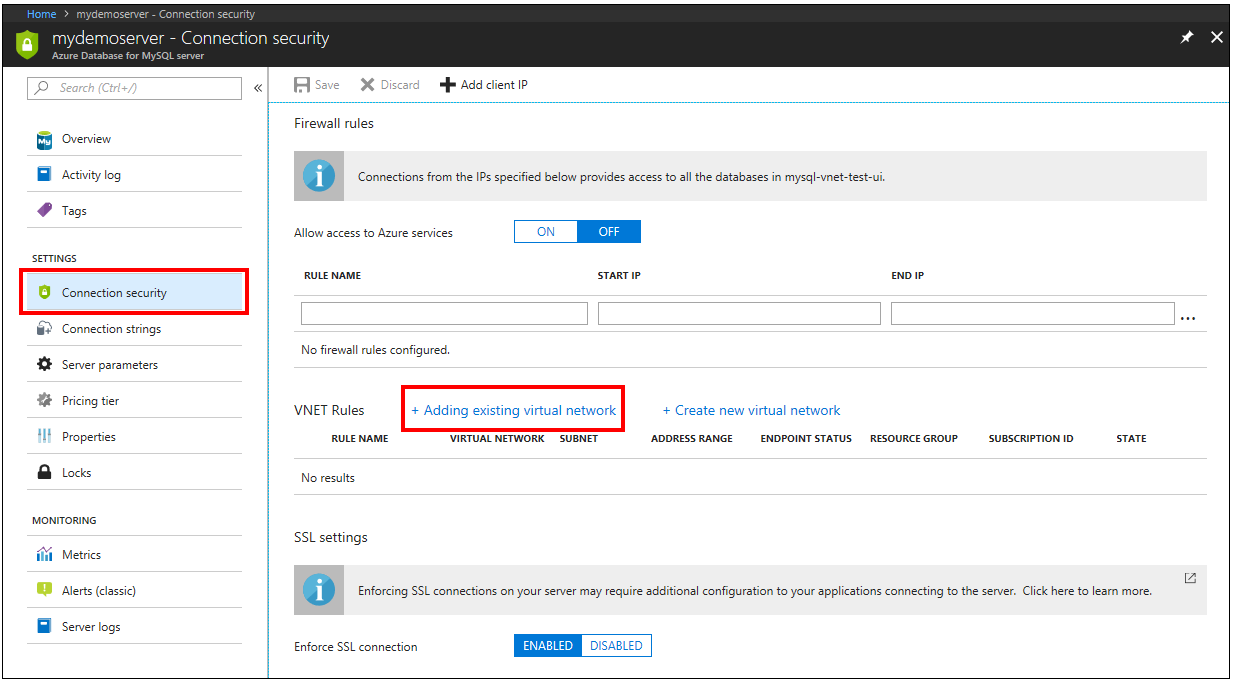 Home > mydemoserver - Connection security
mydemoserver - Connection security
Azure Database for MySQL server
Search (Ctrl+/)
«
Overview
Activity log
Tags
SETTINGS
Connection security
Connection strings
Server parameters
Pricing tier
Properties
Locks
MONITORING
Metrics
Alerts (classic)
Server logs
Save Discard Add client IP
Firewall rules
Connections from the IPs specified below provides access to all the databases in mysql-vnet-test-ui.
Allow access to Azure services ON OFF
RULE NAME START IP END IP
...
No firewall rules configured.
VNET Rules + Adding existing virtual network + Create new virtual network
RULE NAME VIRTUAL NETWORK SUBNET ADDRESS RANGE ENDPOINT STATUS RESOURCE GROUP SUBSCRIPTION ID STATE
No results
SSL settings
Enforcing SSL connections on your server may require additional configuration to your applications connecting to the server. Click here to learn more.
Enforce SSL connection ENABLED DISABLED